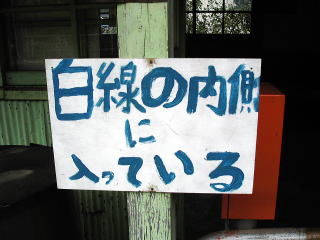 白線の内側
に
入っている